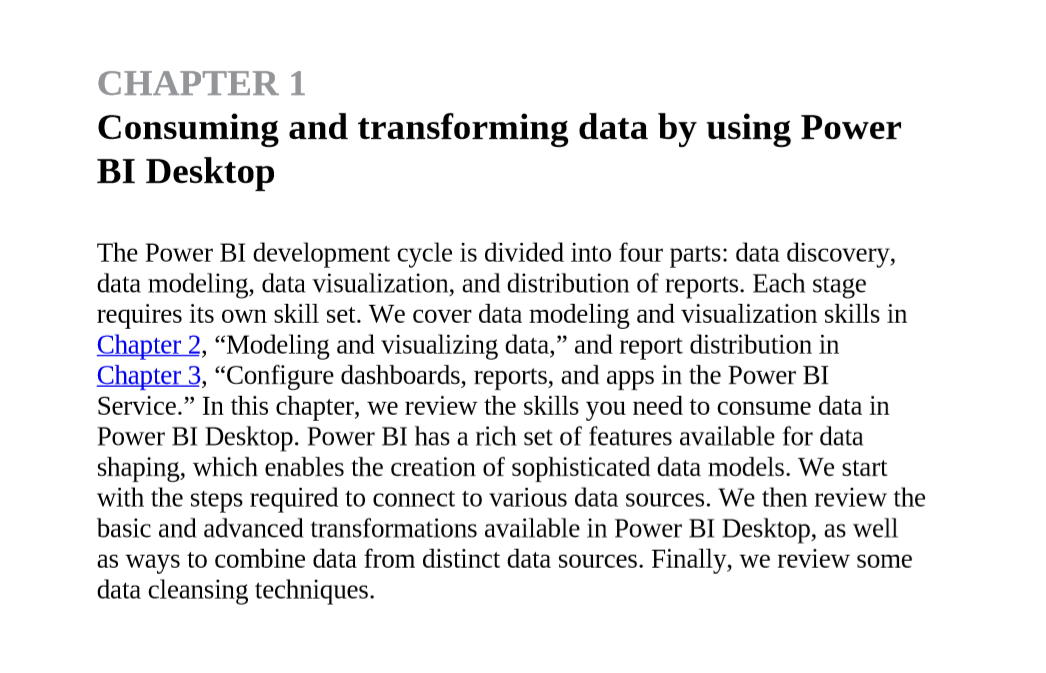 CHAPTER 1
Consuming and transforming data by using Power
BI Desktop
The Power BI development cycle is divided into four parts: data discovery,
data modeling, data visualization, and distribution of reports. Each stage
requires its own skill set. We cover data modeling and visualization skills in
Chapter 2, “Modeling and visualizing data,” and report distribution in
Chapter 3, “Configure dashboards, reports, and apps in the Power BI
Service.” In this chapter, we review the skills you need to consume data in
Power BI Desktop. Power BI has a rich set of features available for data
shaping, which enables the creation of sophisticated data models. We start
with the steps required to connect to various data sources. We then review the
basic and advanced transformations available in Power BI Desktop, as well
as ways to combine data from distinct data sources. Finally, we review some
data cleansing techniques.